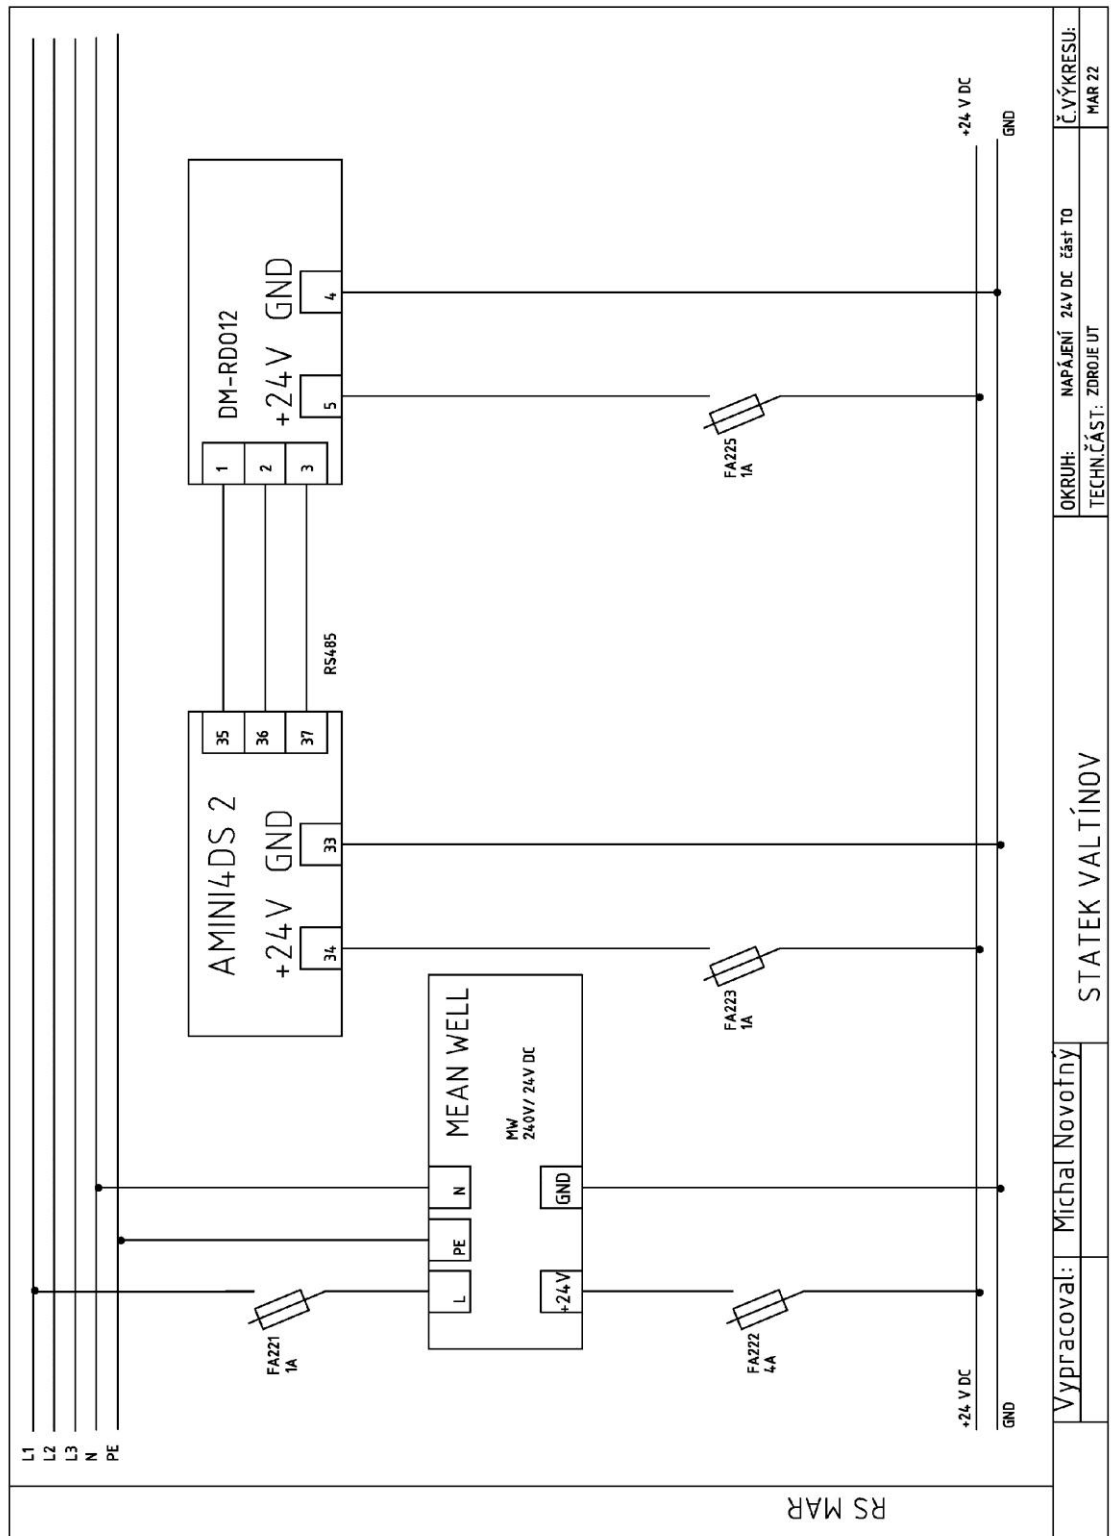 L1
L2
L3
N
PE
AMINI4DS 2
+24V GND
34 33
35
36
37
RS485
DM-RDO12
+24V GND
5 4
1
2
3
FA221
1A
L PE N
MEAN WELL
MW
240V/ 24V DC
+24V GND
FA222
4A
FA223
1A
FA225
1A
+24 V DC
GND
+24 V DC
GND
RS MAR
Vypracoval: Michal Novotný
STATEK VALTÍNOV
OKRUH: NAPÁJENÍ 24V DC část TO
TECHN.ČÁST: ZDROJE UT
Č.VÝKRESU:
MAR 22